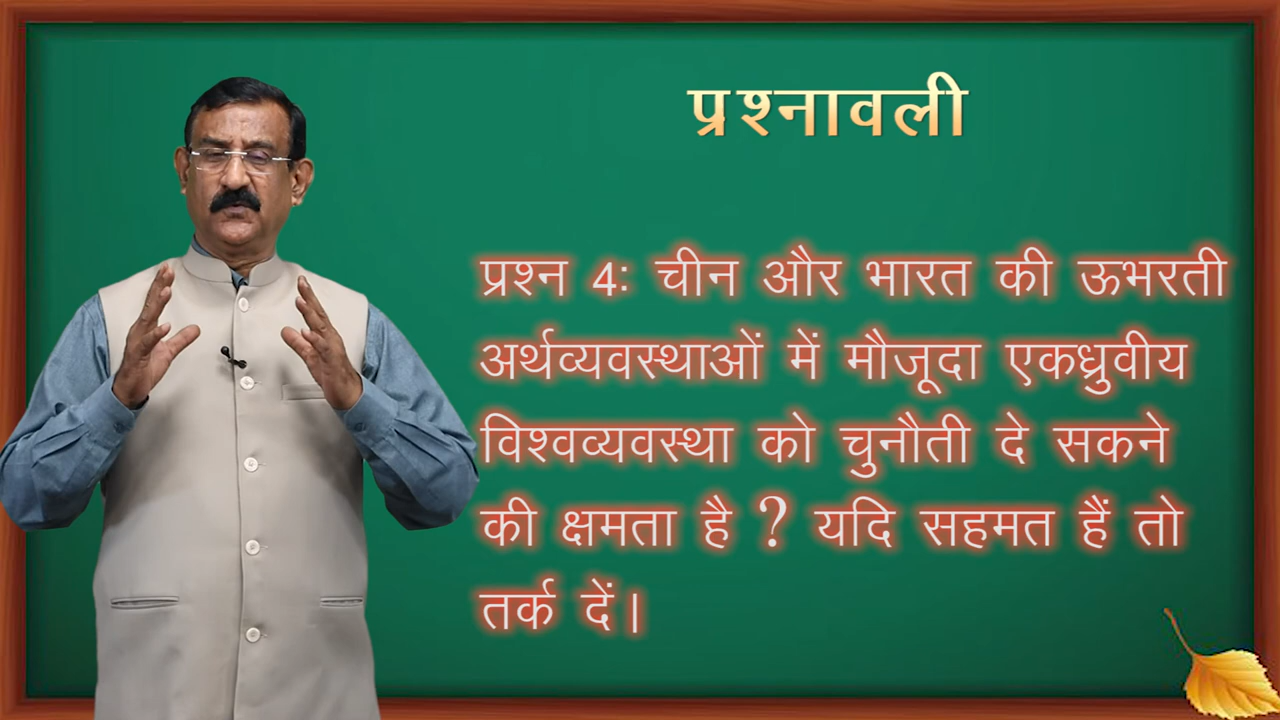 प्रश्नावली
प्रश्न 4: चीन और भारत की ऊभरती
अर्थव्यवस्थाओं में मौजूदा एकध्रुवीय
विश्वव्यवस्था को चुनौती दे सकने
की क्षमता है ? यदि सहमत हैं तो
तर्क दें।